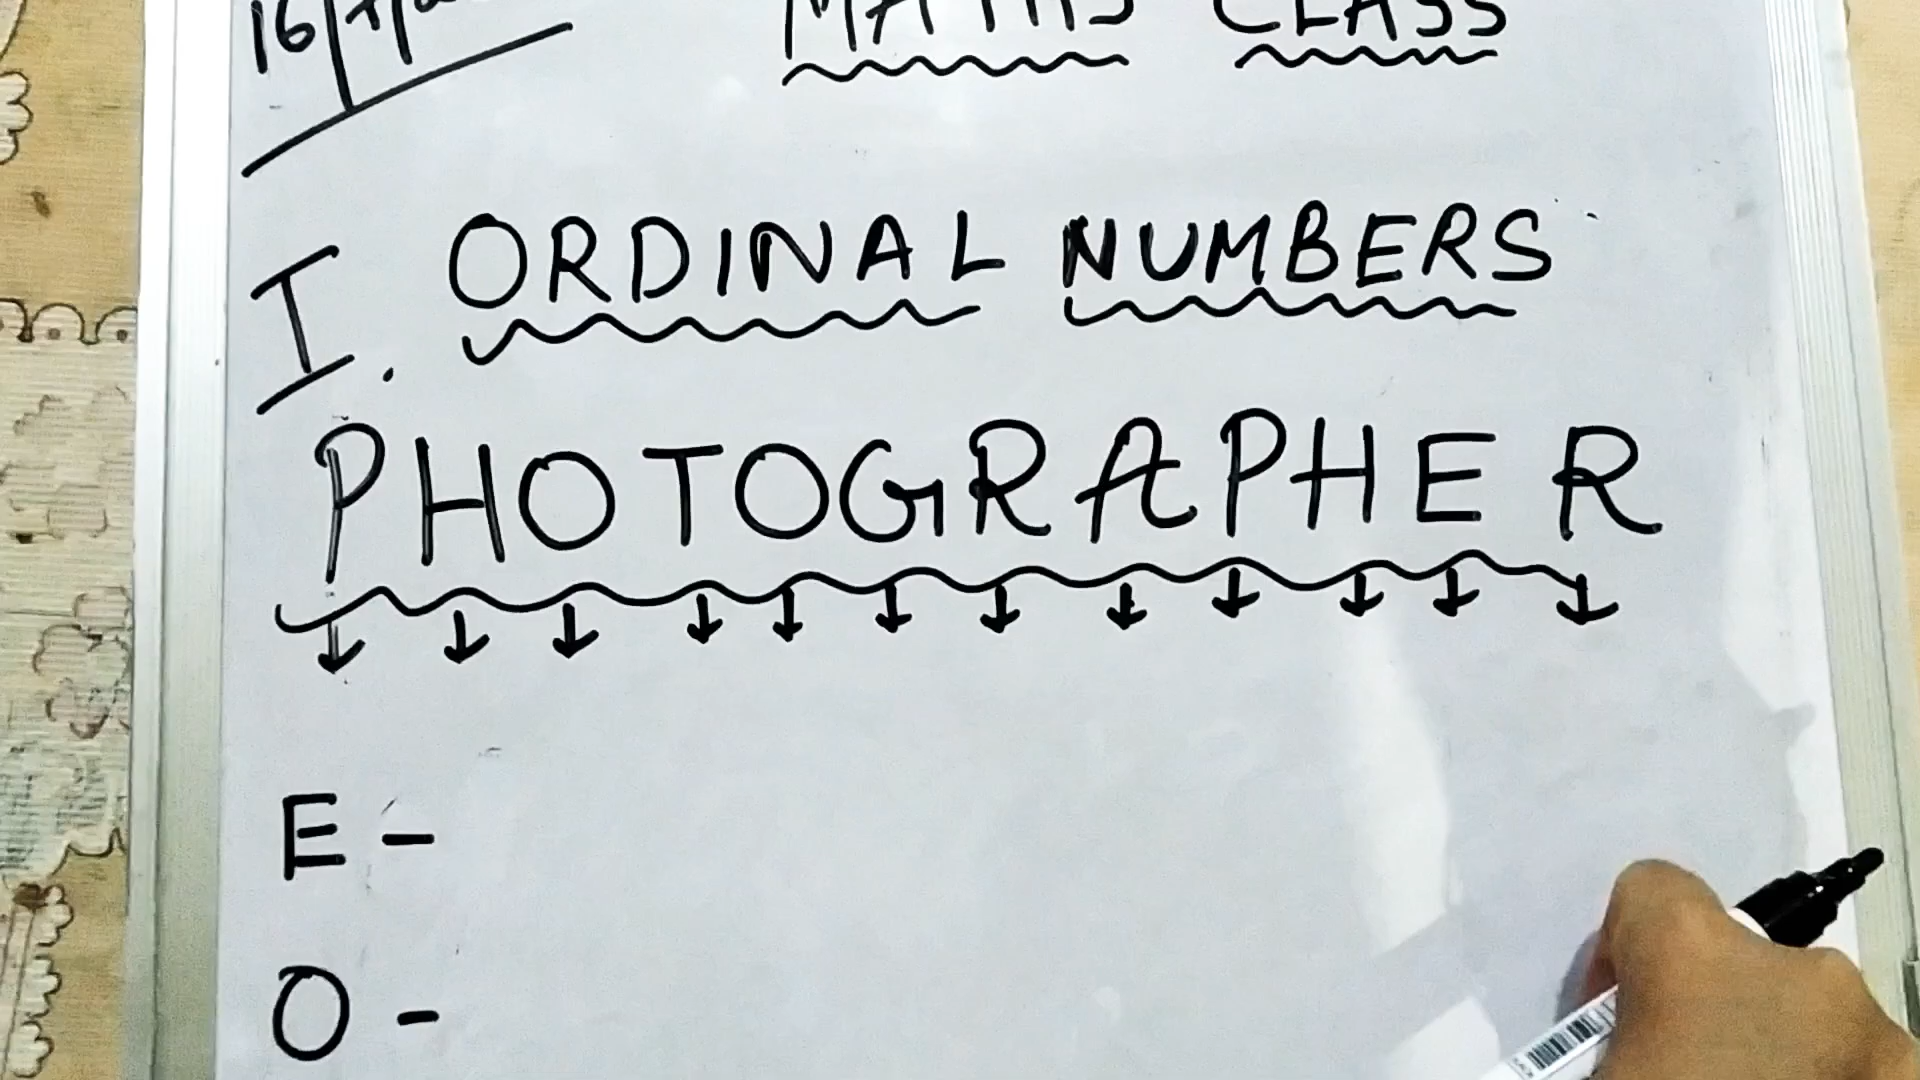 MATHS CLASS
I. ORDINAL NUMBERS
PHOTOGRAPHER
E -
O -